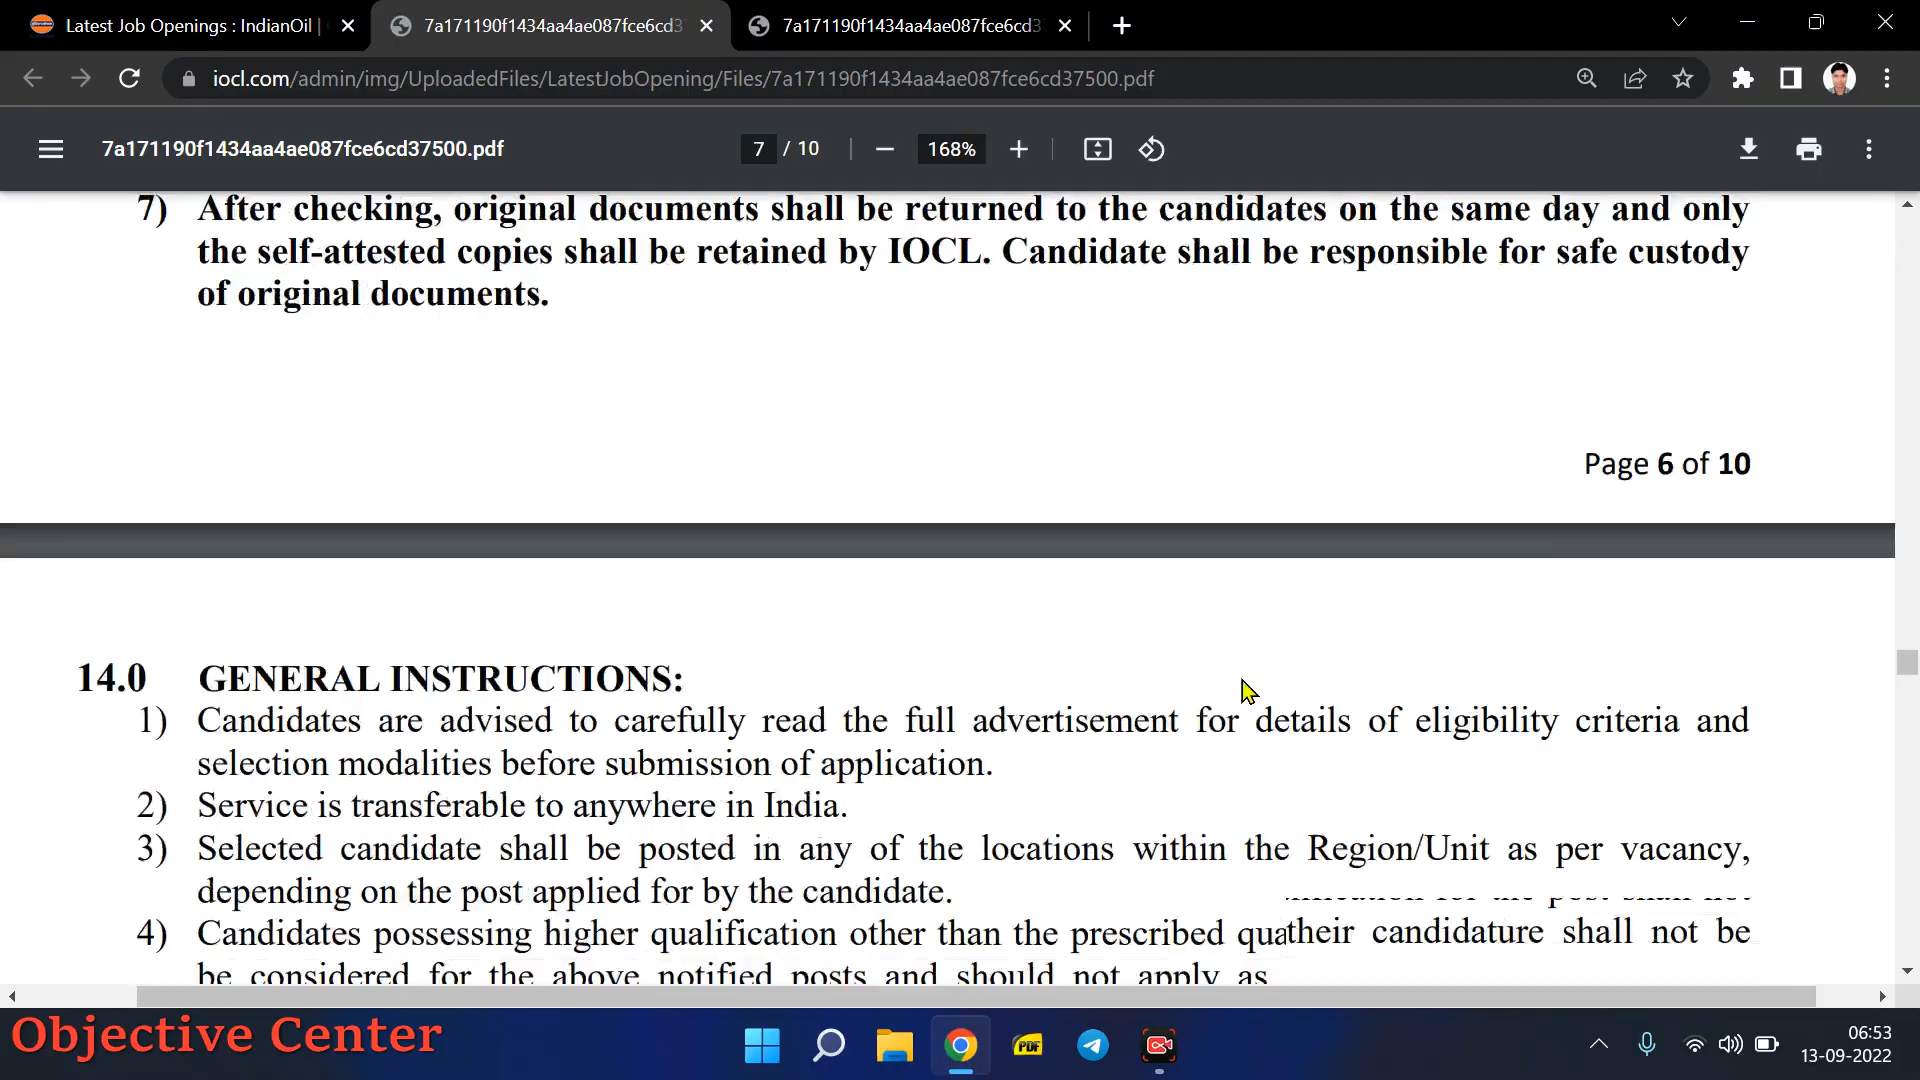 Latest Job Openings : IndianOil |
7a171190f1434aa4ae087fce6cd3
7a171190f1434aa4ae087fce6cd3
iocl.com/admin/img/UploadedFiles/LatestJobOpening/Files/7a171190f1434aa4ae087fce6cd37500.pdf
7a171190f1434aa4ae087fce6cd37500.pdf
7 / 10
168%
7) After checking, original documents shall be returned to the candidates on the same day and only
the self-attested copies shall be retained by IOCL. Candidate shall be responsible for safe custody
of original documents.
Page 6 of 10
14.0 GENERAL INSTRUCTIONS:
1) Candidates are advised to carefully read the full advertisement for details of eligibility criteria and
selection modalities before submission of application.
2) Service is transferable to anywhere in India.
3) Selected candidate shall be posted in any of the locations within the Region/Unit as per vacancy,
depending on the post applied for by the candidate.
4) Candidates possessing higher qualification other than the prescribed qua
their candidature shall not be
be considered for the above notified posts and should not apply as
Objective Center
PDF
06:53
13-09-2022